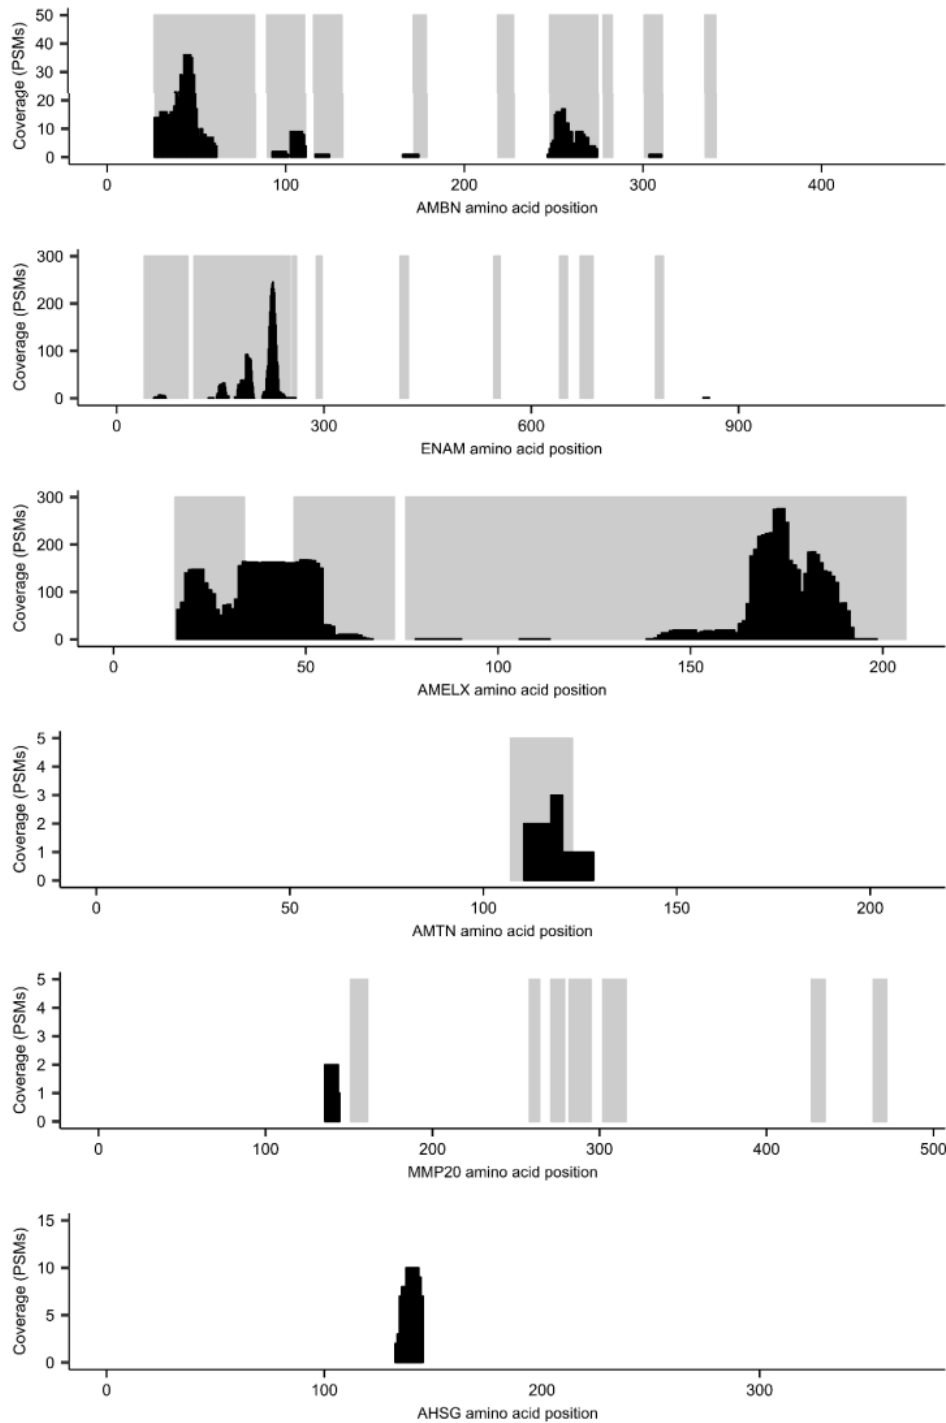 Coverage (PSMs)
50
40
30
20
10
0
0 100 200 300 400
AMBN amino acid position
Coverage (PSMs)
300
200
100
0
0 300 600 900
ENAM amino acid position
Coverage (PSMs)
300
200
100
0
0 50 100 150 200
AMELX amino acid position
Coverage (PSMs)
5
4
3
2
1
0
0 50 100 150 200
AMTN amino acid position
Coverage (PSMs)
5
4
3
2
1
0
0 100 200 300 400 500
MMP20 amino acid position
Coverage (PSMs)
15
10
5
0
0 100 200 300
AHSG amino acid position